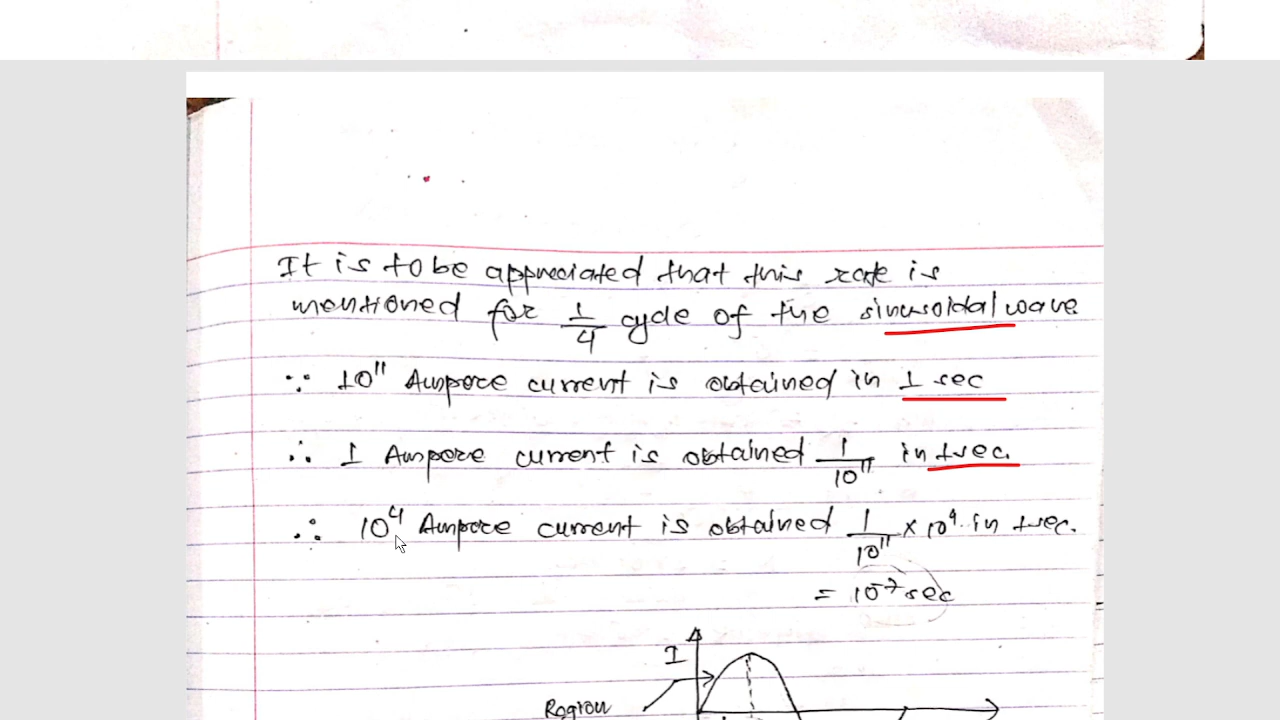 It is to be appreciated that this rate is
mentioned for 1/4 cycle of the sinusoidal wave
∵ 10¹¹ Ampere current is obtained in 1 sec
∴ 1 Ampere current is obtained 1/10¹¹ in 1 sec.
∴ 10⁴ Ampere current is obtained 1/10¹¹ × 10⁴ in 1 sec.
= 10⁻⁷ sec
I
Region